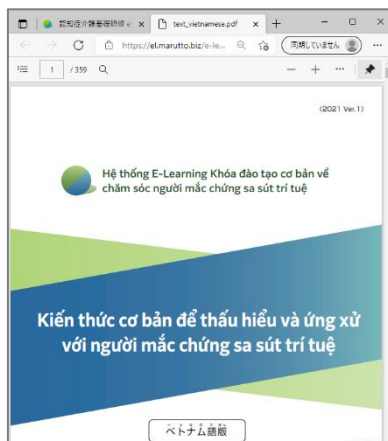 認知症介護基礎研修 e
text_vietnamese.pdf
https://el.marutto.biz/e-le...
同期していません
1 / 359
(2021 Ver.1)
Hệ thống E-Learning Khóa đào tạo cơ bản về
chăm sóc người mắc chứng sa sút trí tuệ
Kiến thức cơ bản để thấu hiểu và ứng xử
với người mắc chứng sa sút trí tuệ
ベトナム語版